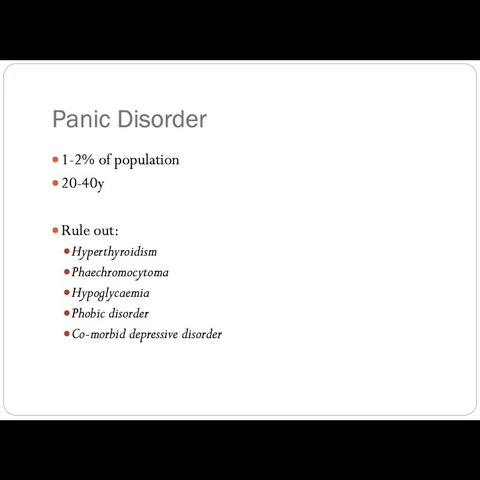 Panic Disorder
1-2% of population
20-40y
Rule out:
Hyperthyroidism
Phaechromocytoma
Hypoglycaemia
Phobic disorder
Co-morbid depressive disorder